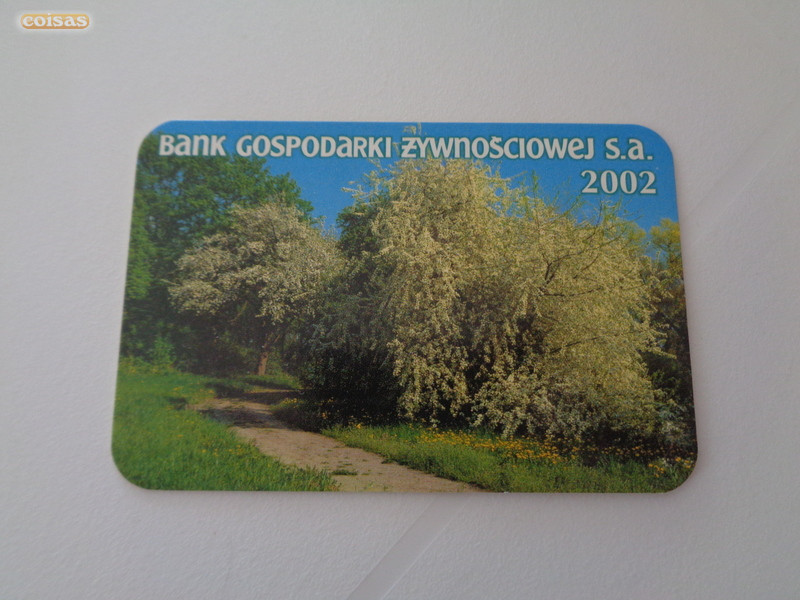 coisas
BANK GOSPODARKI ŻYWNOŚCIOWEJ S.A.
2002